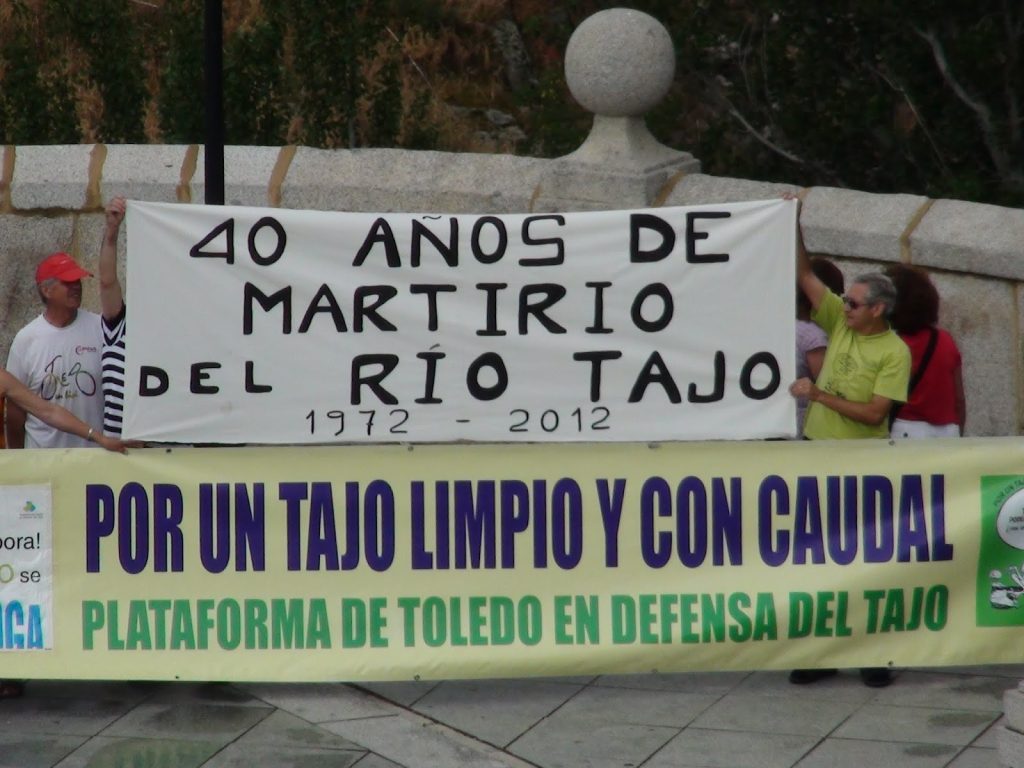 40 AÑOS DE
MARTIRIO
DEL RÍO TAJO
1972 - 2012
POR UN TAJO LIMPIO Y CON CAUDAL
PLATAFORMA DE TOLEDO EN DEFENSA DEL TAJO
se